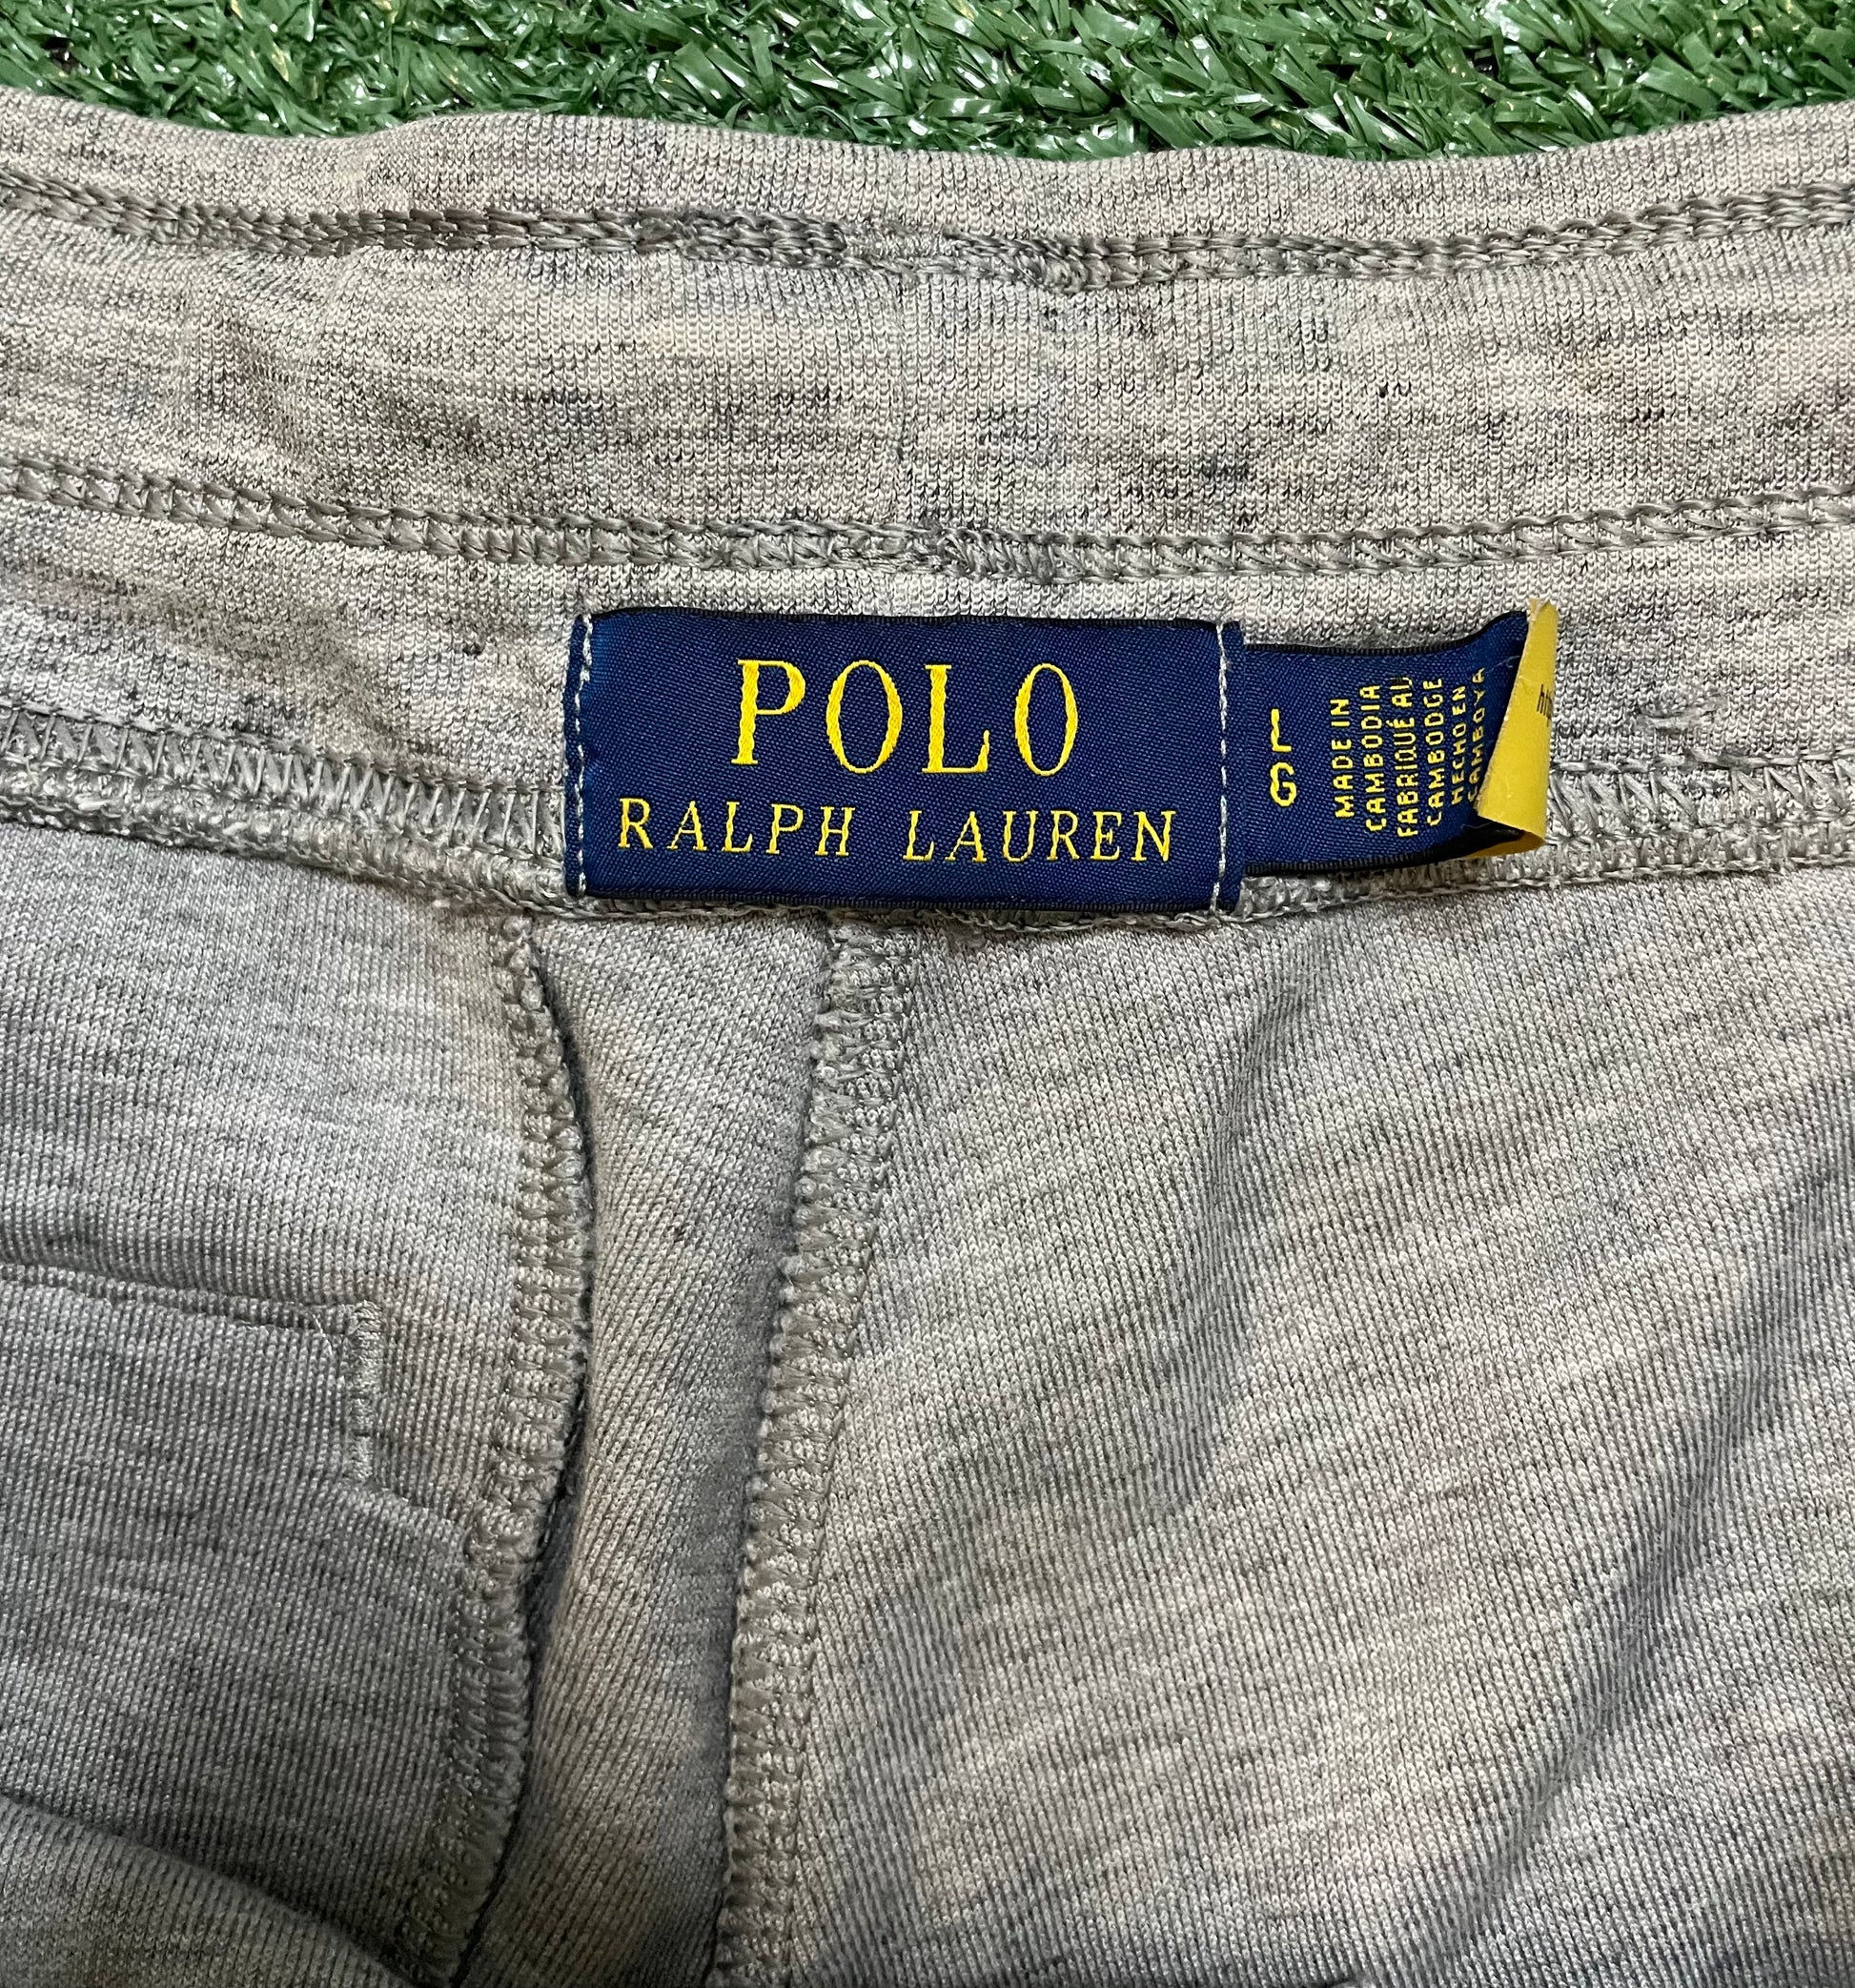 POLO
RALPH LAUREN
L
G
MADE IN
CAMBODIA
FABRIQUÉ AU
CAMBODGE
HECHO EN
CAMBOYA